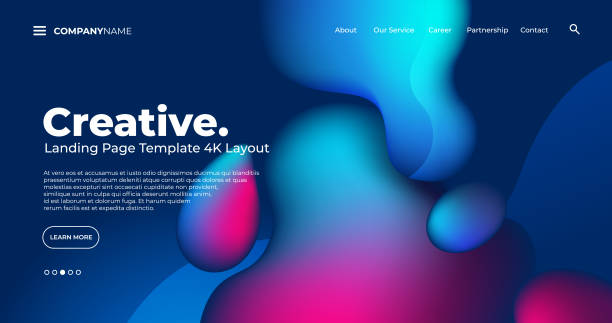 COMPANYNAME
About Our Service Career Partnership Contact
Creative.
Landing Page Template 4K Layout
At vero eos et accusamus et iusto odio dignissimos ducimus qui blanditiis
praesentium voluptatum deleniti atque corrupti quos dolores et quas
molestias excepturi sint occaecati cupiditate non provident,
similique sunt in culpa qui officia deserunt mollitia animi,
id est laborum et dolorum fuga. Et harum quidem
rerum facilis est et expedita distinctio.
LEARN MORE